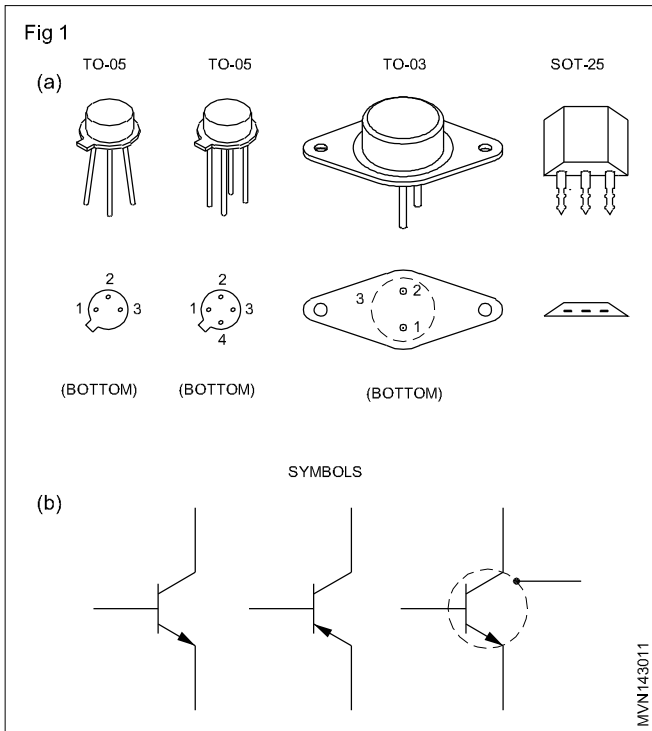 Fig 1
TO-05 TO-05 TO-03 SOT-25
(a)
2 2
1 3 1 3 3 2
4 1
(BOTTOM) (BOTTOM) (BOTTOM)
SYMBOLS
(b)
MVN143011